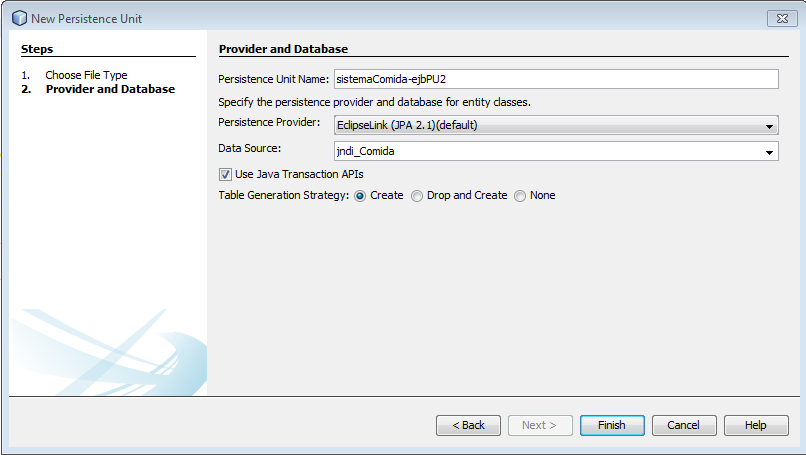 New Persistence Unit
Steps
1. Choose File Type
2. Provider and Database
Provider and Database
Persistence Unit Name: sistemaComida-ejbPU2
Specify the persistence provider and database for entity classes.
Persistence Provider: EclipseLink (JPA 2.1)(default)
Data Source: jndi_Comida
Use Java Transaction APIs
Table Generation Strategy: Create Drop and Create None
< Back Next > Finish Cancel Help